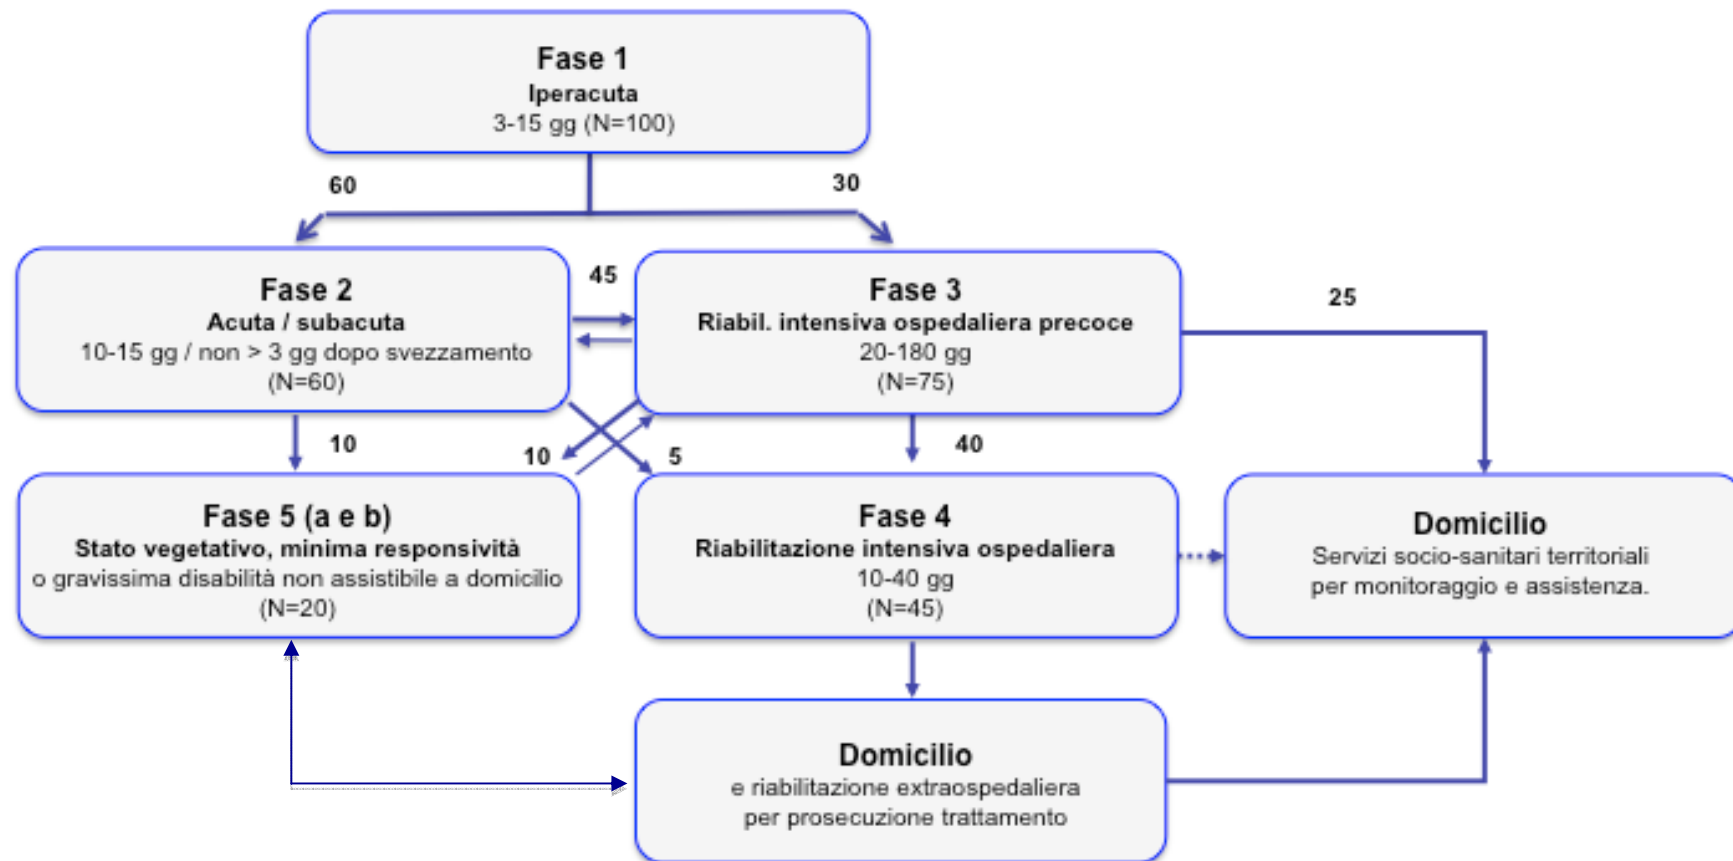 Fase 1
Iperacuta
3-15 gg (N=100)
60
30
Fase 2
Acuta / subacuta
10-15 gg / non > 3 gg dopo svezzamento
(N=60)
45
Fase 3
Riabil. intensiva ospedaliera precoce
20-180 gg
(N=75)
25
10
10
5
40
Fase 5 (a e b)
Stato vegetativo, minima responsività
o gravissima disabilità non assistibile a domicilio
(N=20)
Fase 4
Riabilitazione intensiva ospedaliera
10-40 gg
(N=45)
Domicilio
Servizi socio-sanitari territoriali
per monitoraggio e assistenza.
Domicilio
e riabilitazione extraospedaliera
per prosecuzione trattamento